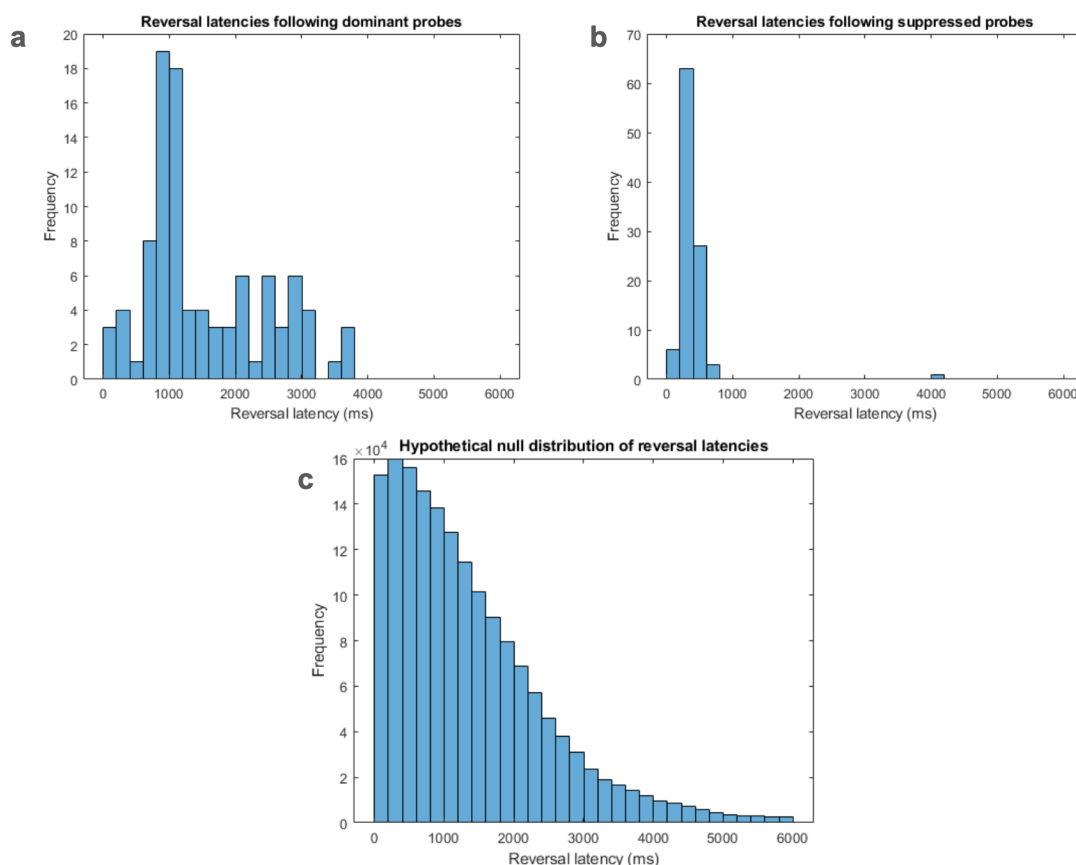 a
Reversal latencies following dominant probes
20
18
16
14
12
10
8
6
4
2
0
Frequency
0 1000 2000 3000 4000 5000 6000
Reversal latency (ms)
b
Reversal latencies following suppressed probes
70
60
50
40
30
20
10
0
Frequency
0 1000 2000 3000 4000 5000 6000
Reversal latency (ms)
c
Hypothetical null distribution of reversal latencies
× 10⁴
16
14
12
10
8
6
4
2
0
Frequency
0 1000 2000 3000 4000 5000 6000
Reversal latency (ms)